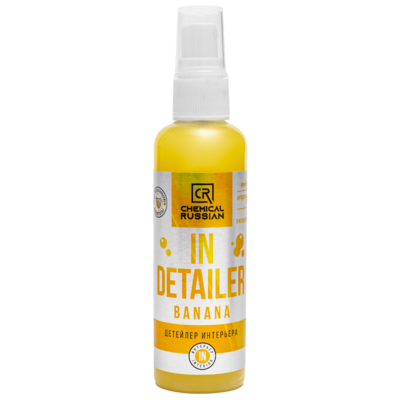 CR
CHEMICAL
RUSSIAN
IN
DETAILER
BANANA
ДЕТЕЙЛЕР ИНТЕРЬЕРА
IN